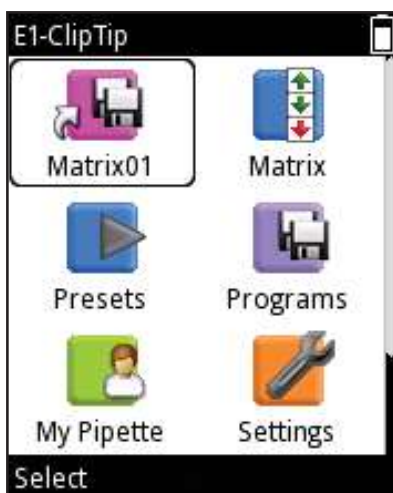 E1-ClipTip
Matrix01 Matrix
Presets Programs
My Pipette Settings
Select